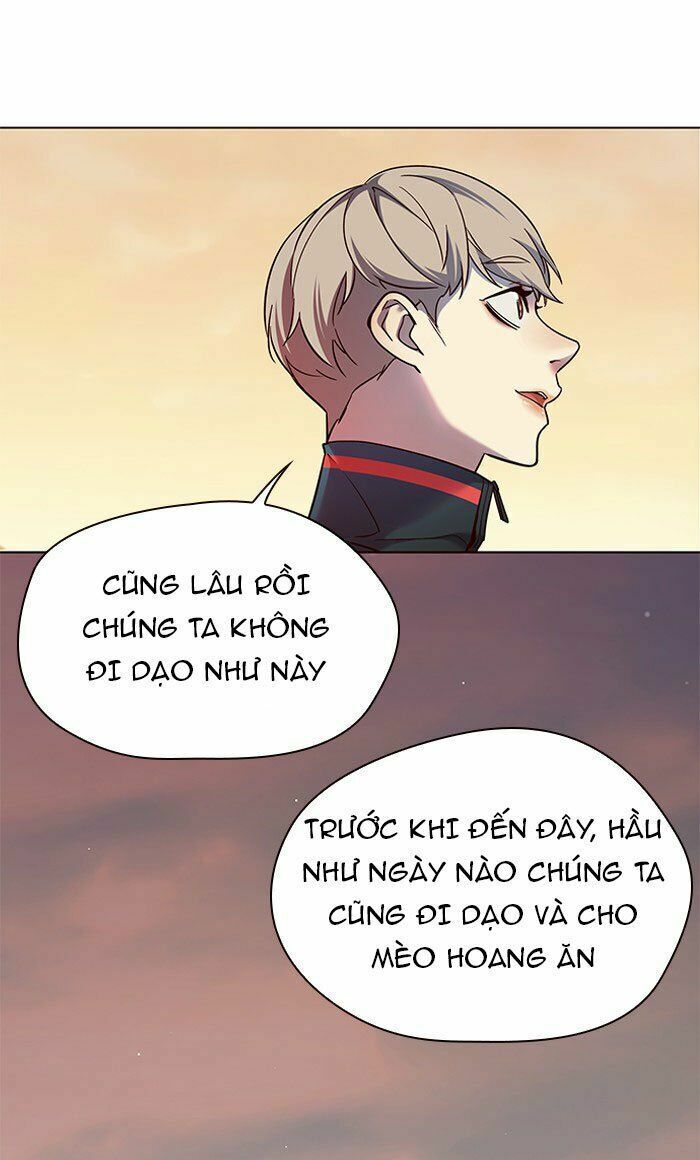 CŨNG LÂU RỒI
CHÚNG TA KHÔNG
ĐI DẠO NHƯ NÀY
TRƯỚC KHI ĐẾN ĐÂY, HẦU
NHƯ NGÀY NÀO CHÚNG TA
CŨNG ĐI DẠO VÀ CHO
MÈO HOANG ĂN